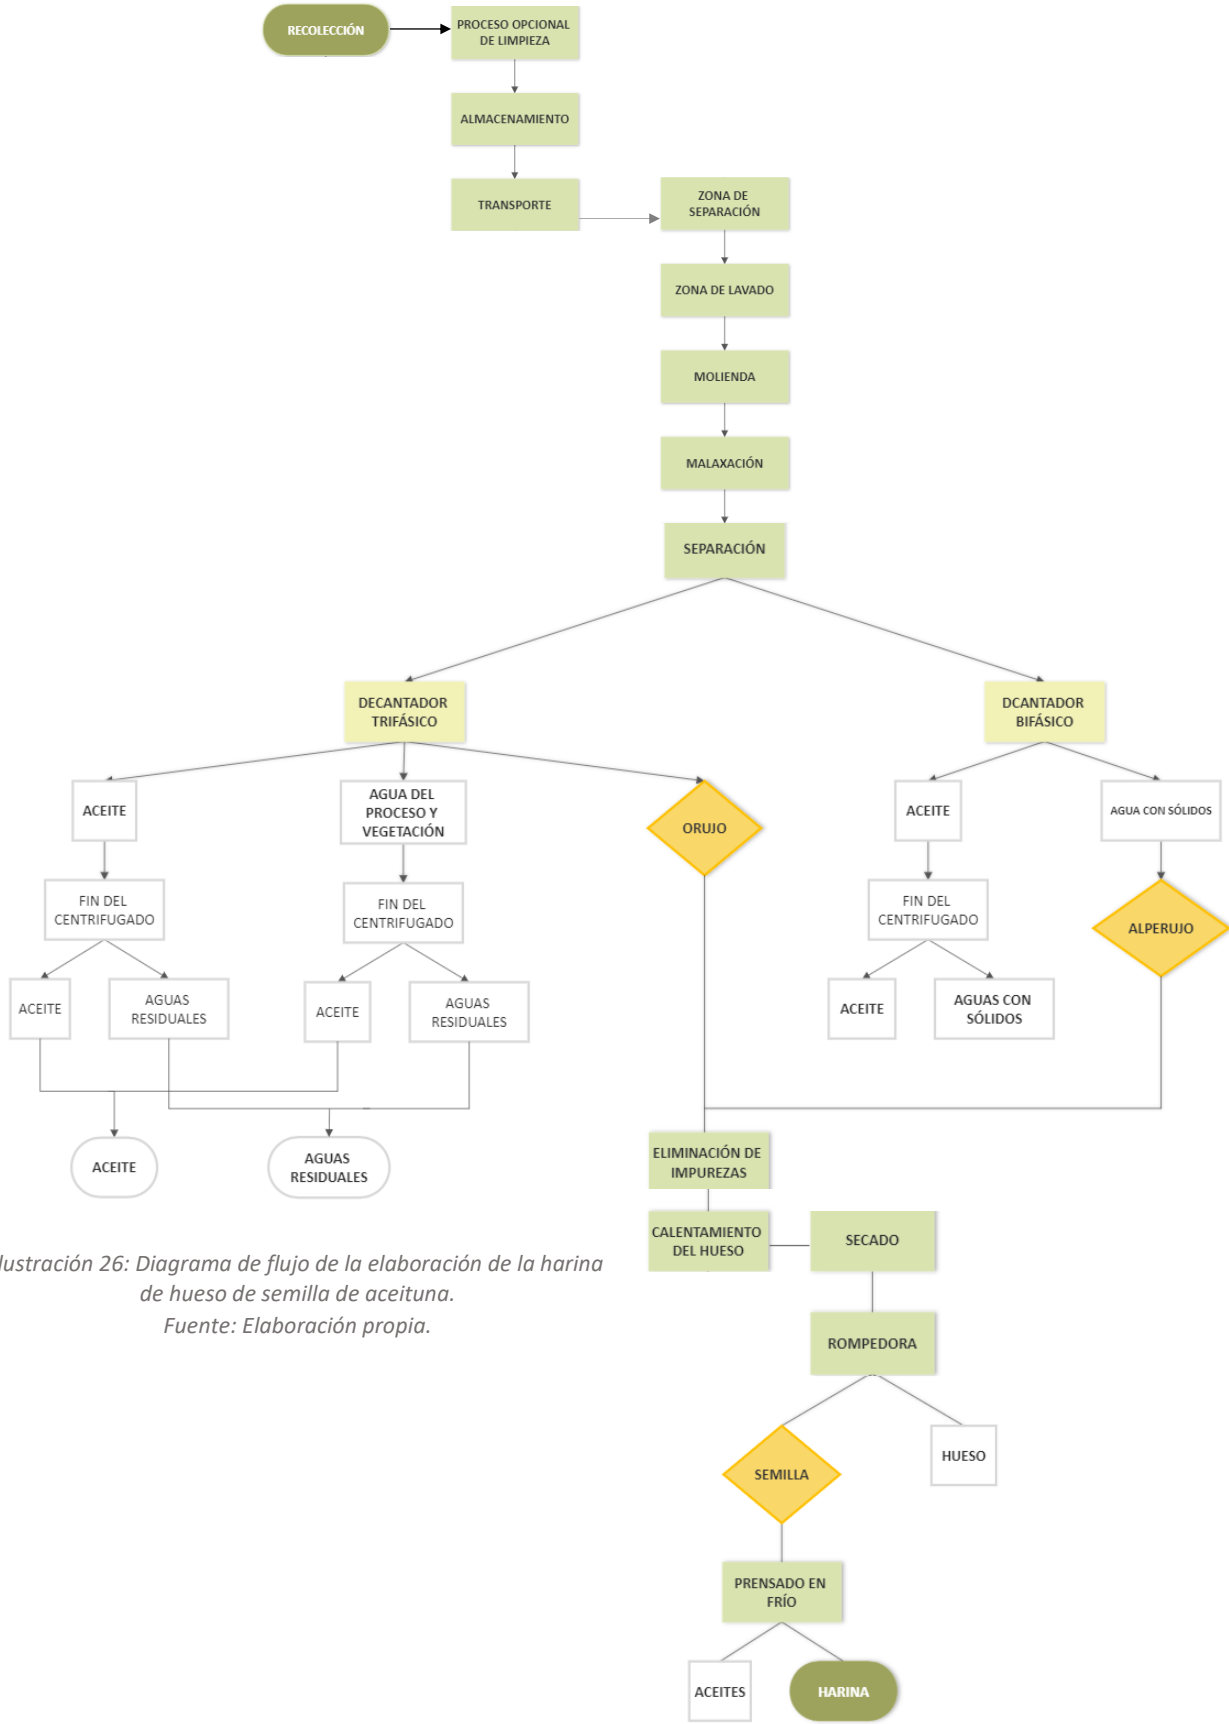 RECOLECCIÓN
PROCESO OPCIONAL
DE LIMPIEZA
ALMACENAMIENTO
TRANSPORTE
ZONA DE
SEPARACIÓN
ZONA DE LAVADO
MOLIENDA
MALAXACIÓN
SEPARACIÓN
DECANTADOR
TRIFÁSICO
DCANTADOR
BIFÁSICO
ACEITE
AGUA DEL
PROCESO Y
VEGETACIÓN
ORUJO
ACEITE
AGUA CON SÓLIDOS
FIN DEL
CENTRIFUGADO
FIN DEL
CENTRIFUGADO
FIN DEL
CENTRIFUGADO
ALPERUJO
ACEITE
AGUAS
RESIDUALES
ACEITE
AGUAS
RESIDUALES
ACEITE
AGUAS CON
SÓLIDOS
ACEITE
AGUAS
RESIDUALES
ELIMINACIÓN DE
IMPUREZAS
CALENTAMIENTO
DEL HUESO
SECADO
lustración 26: Diagrama de flujo de la elaboración de la harina
de hueso de semilla de aceituna.
Fuente: Elaboración propia.
ROMPEDORA
SEMILLA
HUESO
PRENSADO EN
FRÍO
ACEITES
HARINA